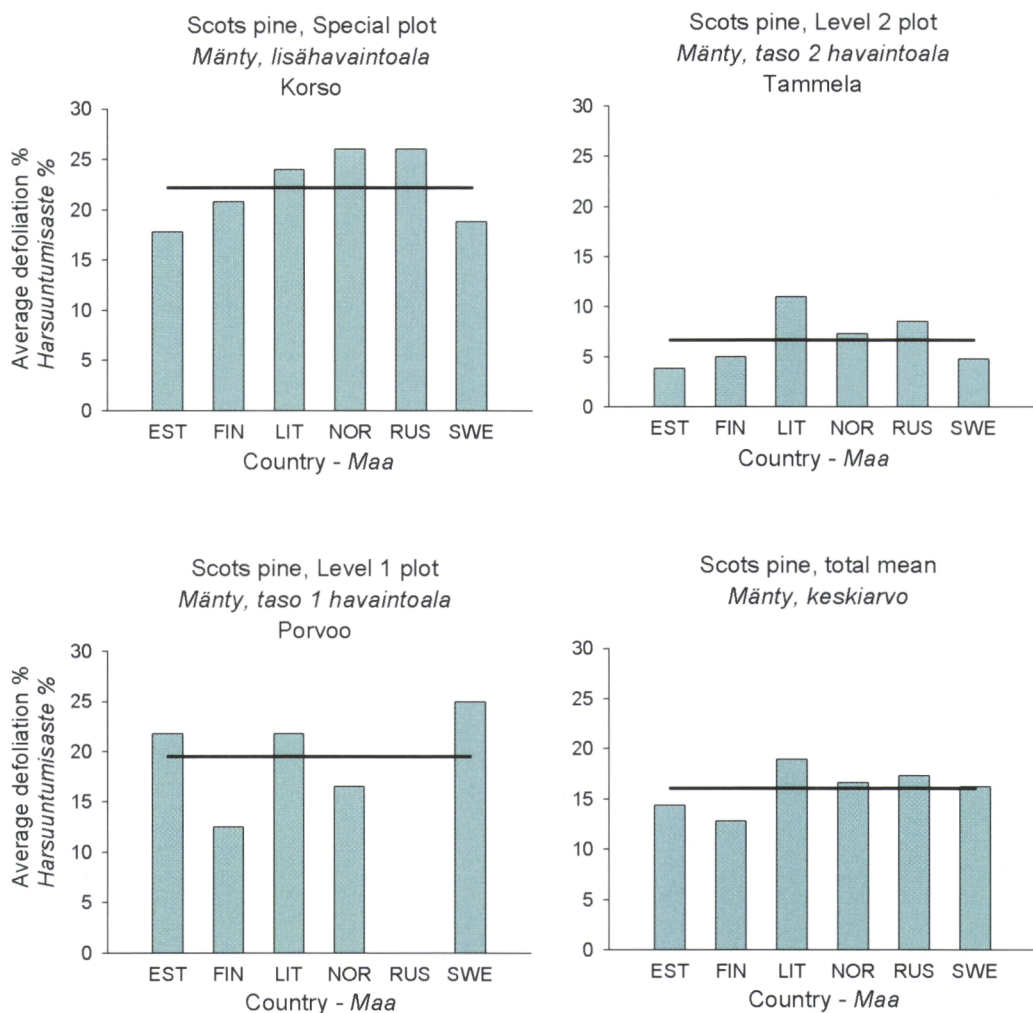 Scots pine, Special plot
Mänty, lisähavaintoala
Korso
Average defoliation %
Harsuuntumisaste %
30
25
20
15
10
5
0
EST FIN LIT NOR RUS SWE
Country - Maa
Scots pine, Level 2 plot
Mänty, taso 2 havaintoala
Tammela
30
25
20
15
10
5
0
EST FIN LIT NOR RUS SWE
Country - Maa
Scots pine, Level 1 plot
Mänty, taso 1 havaintoala
Porvoo
Average defoliation %
Harsuuntumisaste %
30
25
20
15
10
5
0
EST FIN LIT NOR RUS SWE
Country - Maa
Scots pine, total mean
Mänty, keskiarvo
30
25
20
15
10
5
0
EST FIN LIT NOR RUS SWE
Country - Maa